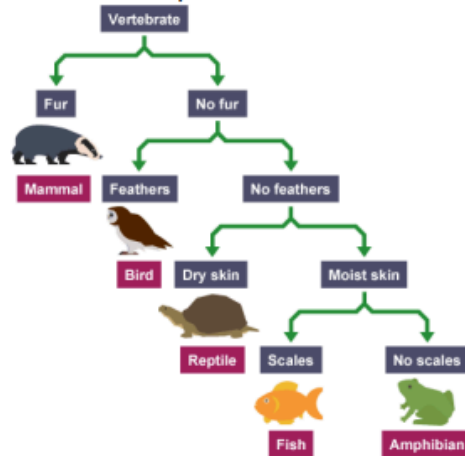 Vertebrate
Fur
No fur
Mammal
Feathers
No feathers
Bird
Dry skin
Moist skin
Reptile
Scales
No scales
Fish
Amphibian